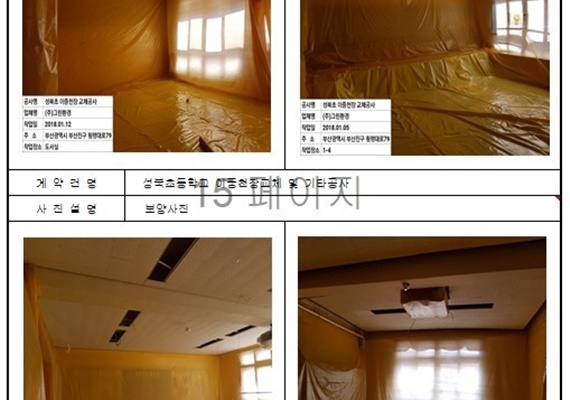 공사명 성북초 이중천장 교체공사
업체명 (주)그린환경
작업일 2018.01.12
주 소 부산광역시 부산진구 황령대로79
작업장소 도서실
공사명 성북초 이중천장 교체공사
업체명 (주)그린환경
작업일 2018.01.05
주 소 부산광역시 부산진구 황령대로79
작업장소 1-4
계 약 건 명 성북초등학교 이중천장교체 및 기타공사
15 페이지
사 진 설 명 보양사진